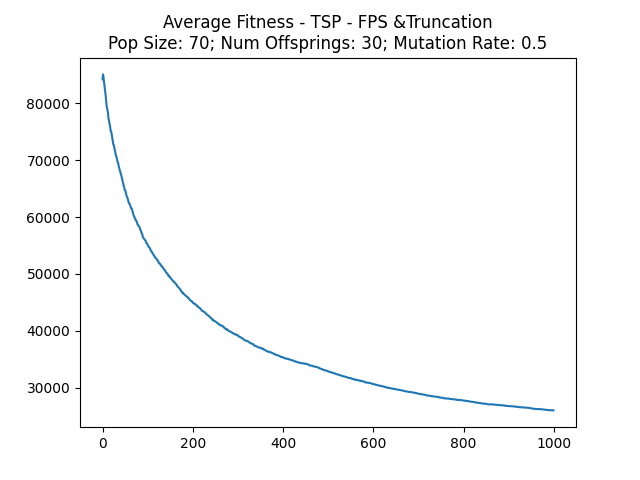 Average Fitness - TSP - FPS &Truncation
Pop Size: 70; Num Offsprings: 30; Mutation Rate: 0.5
80000
70000
60000
50000
40000
30000
0 200 400 600 800 1000